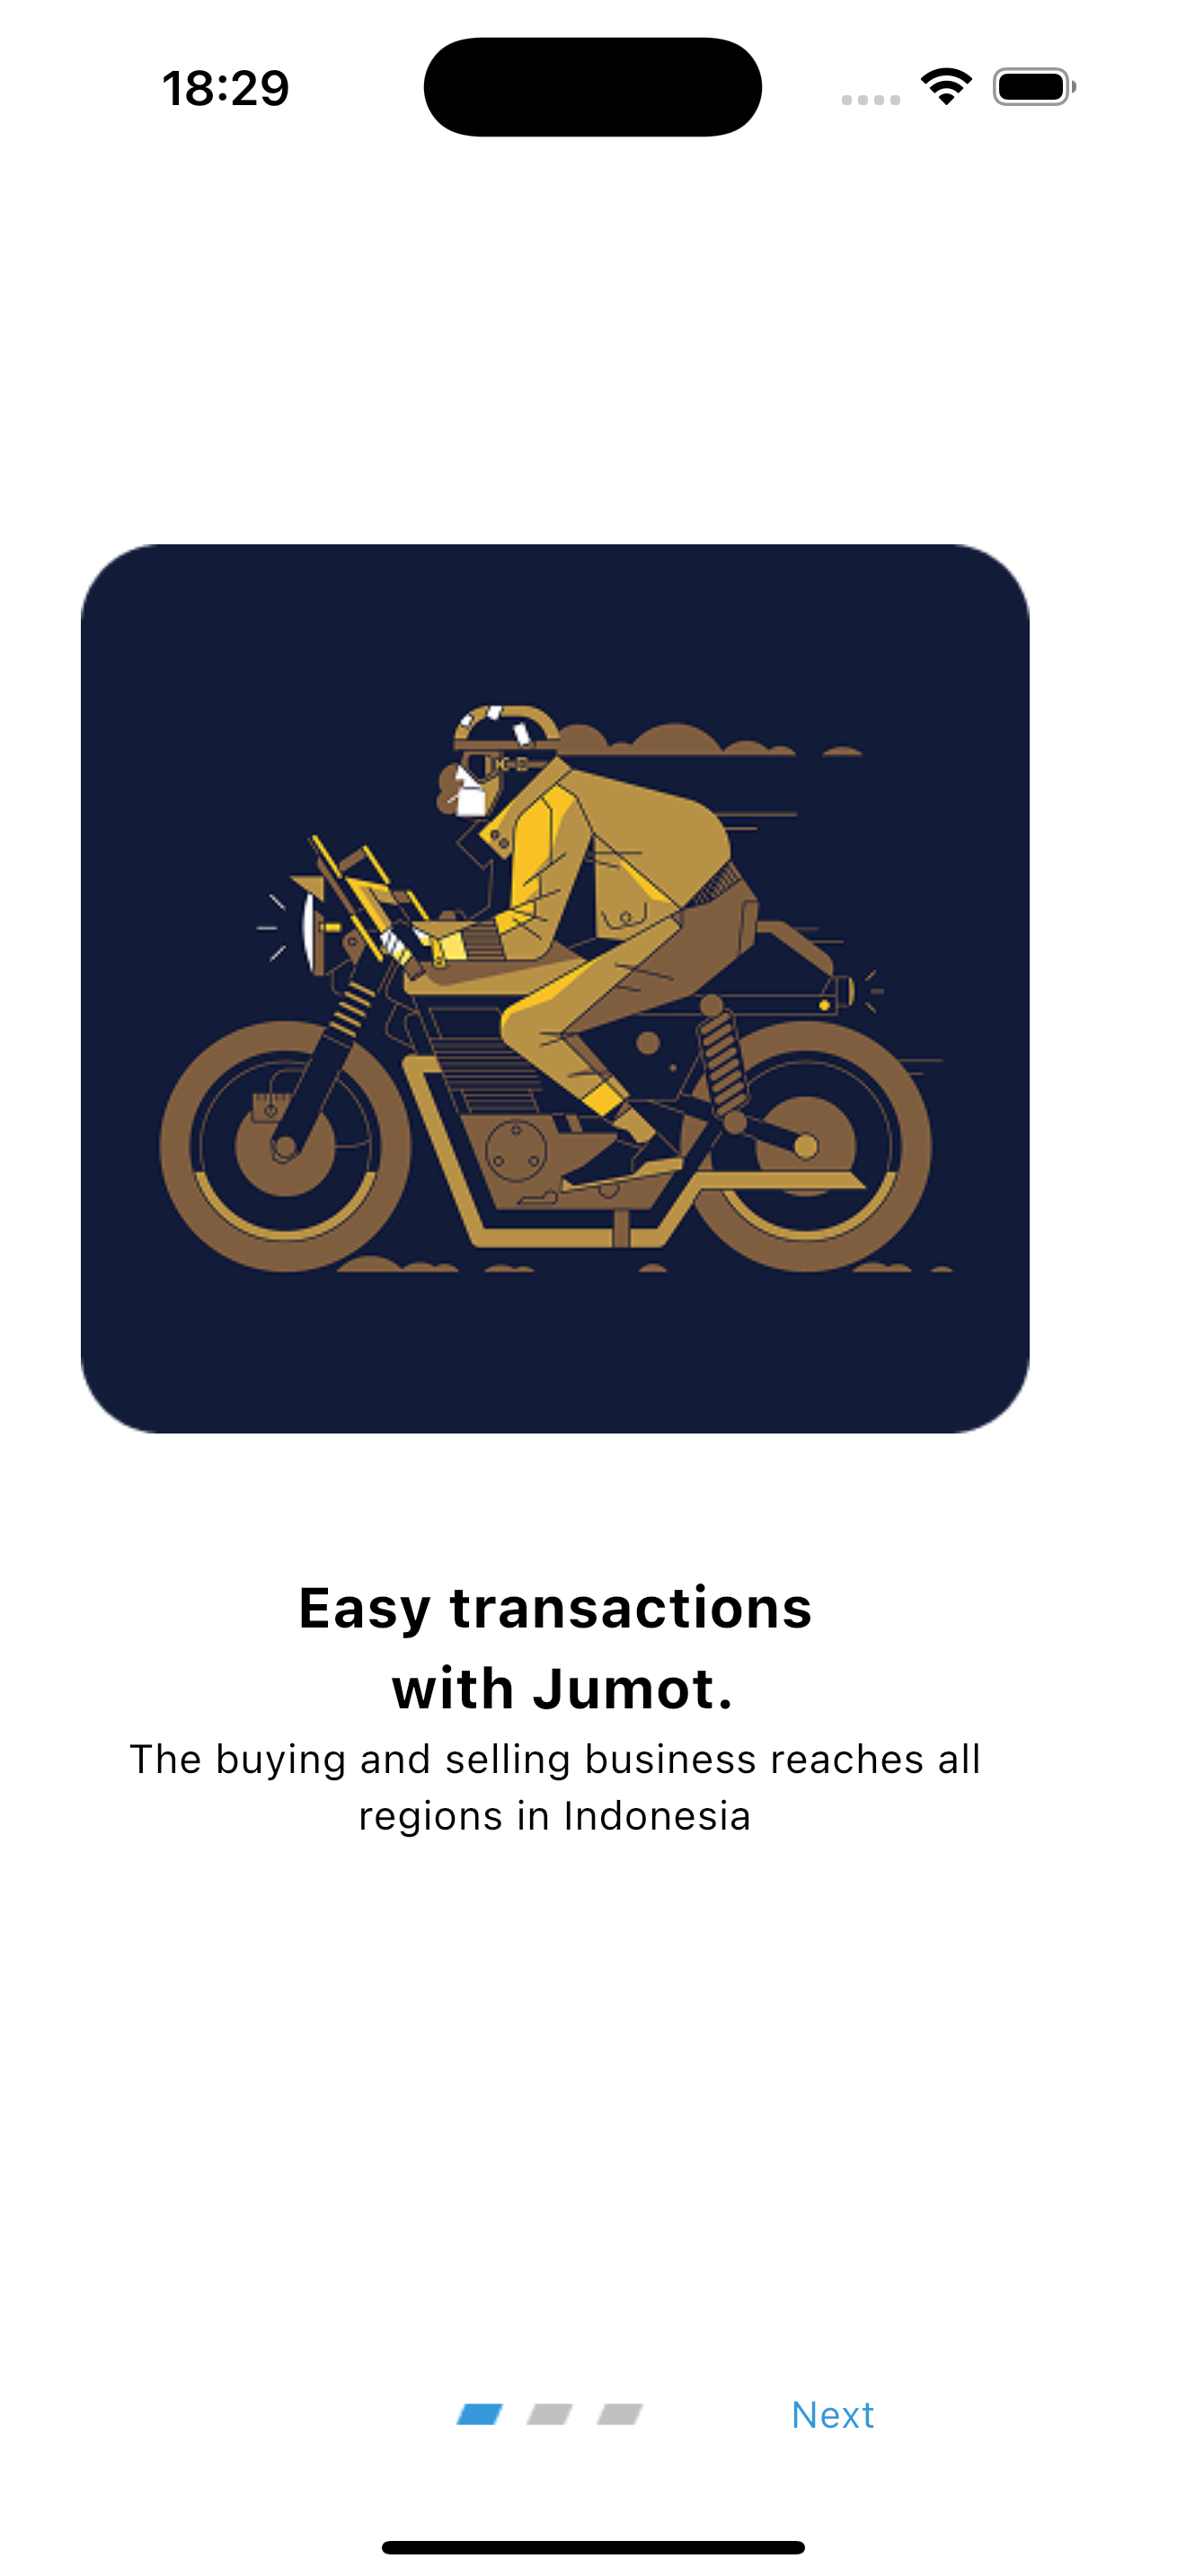 18:29
Easy transactions
with Jumot.
The buying and selling business reaches all
regions in Indonesia
Next